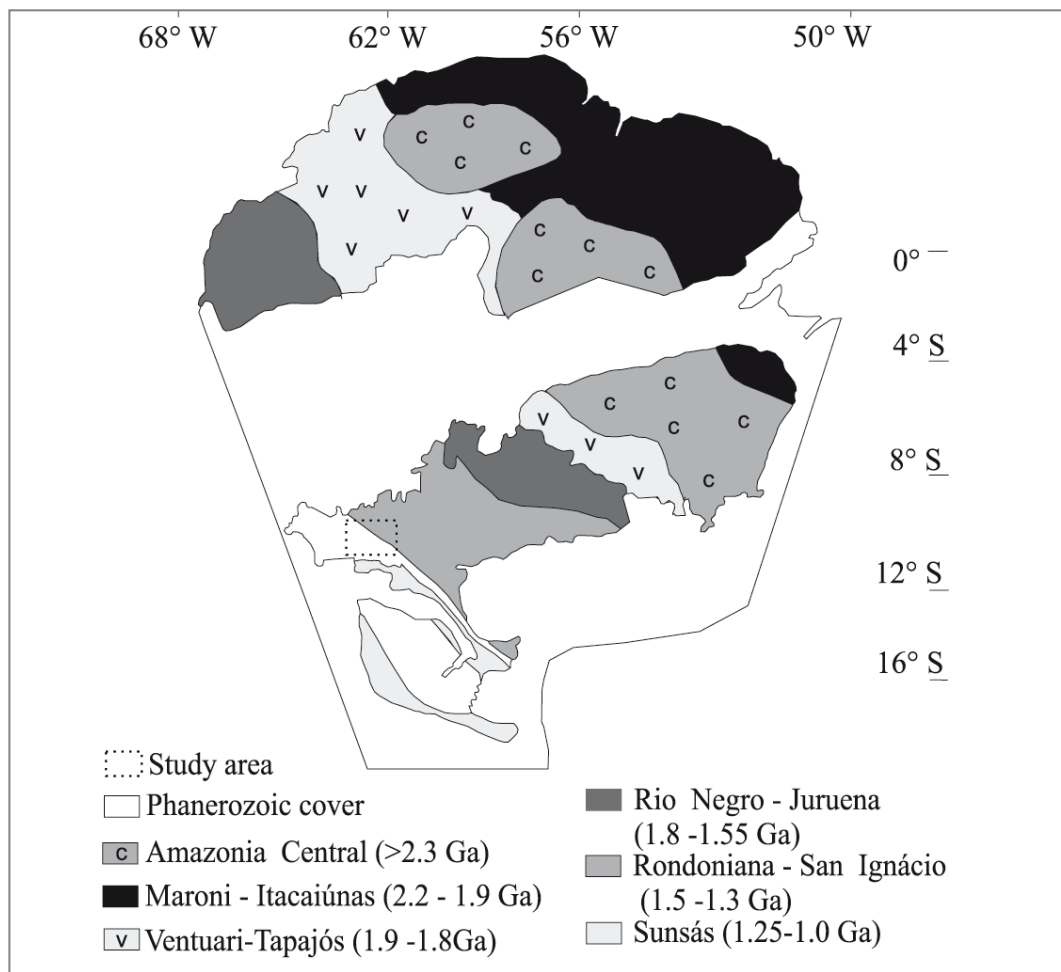 68° W 62° W 56° W 50° W
V C C
C C
V V V V C
V C C
C C
0°
4° S
C
V C C C
V
V C
8° S
12° S
16° S
Study area
Phanerozoic cover
C Amazonia Central (>2.3 Ga)
Maroni - Itacaiúnas (2.2 - 1.9 Ga)
V Ventuari-Tapajós (1.9 -1.8Ga)
Rio Negro - Juruena
(1.8 -1.55 Ga)
Rondoniana - San Ignácio
(1.5 -1.3 Ga)
Sunsás (1.25-1.0 Ga)